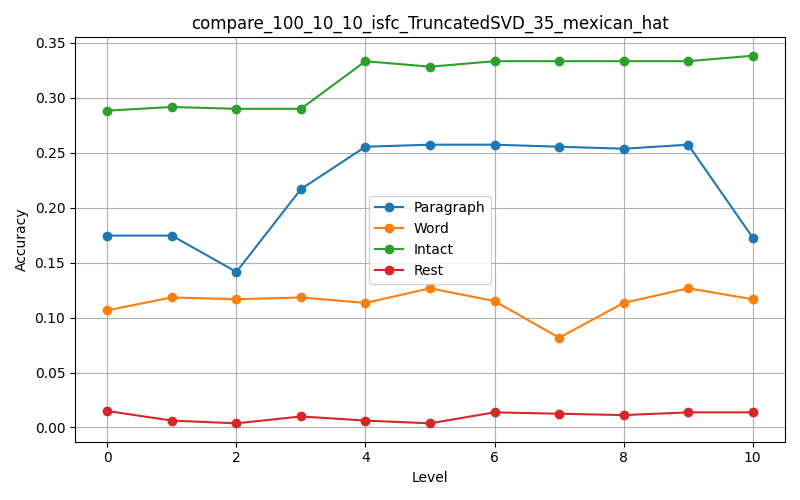 compare_100_10_10_isfc_TruncatedSVD_35_mexican_hat
0.35
0.30
0.25
0.20
0.15
0.10
0.05
0.00
Accuracy
Paragraph
Word
Intact
Rest
0 2 4 6 8 10
Level